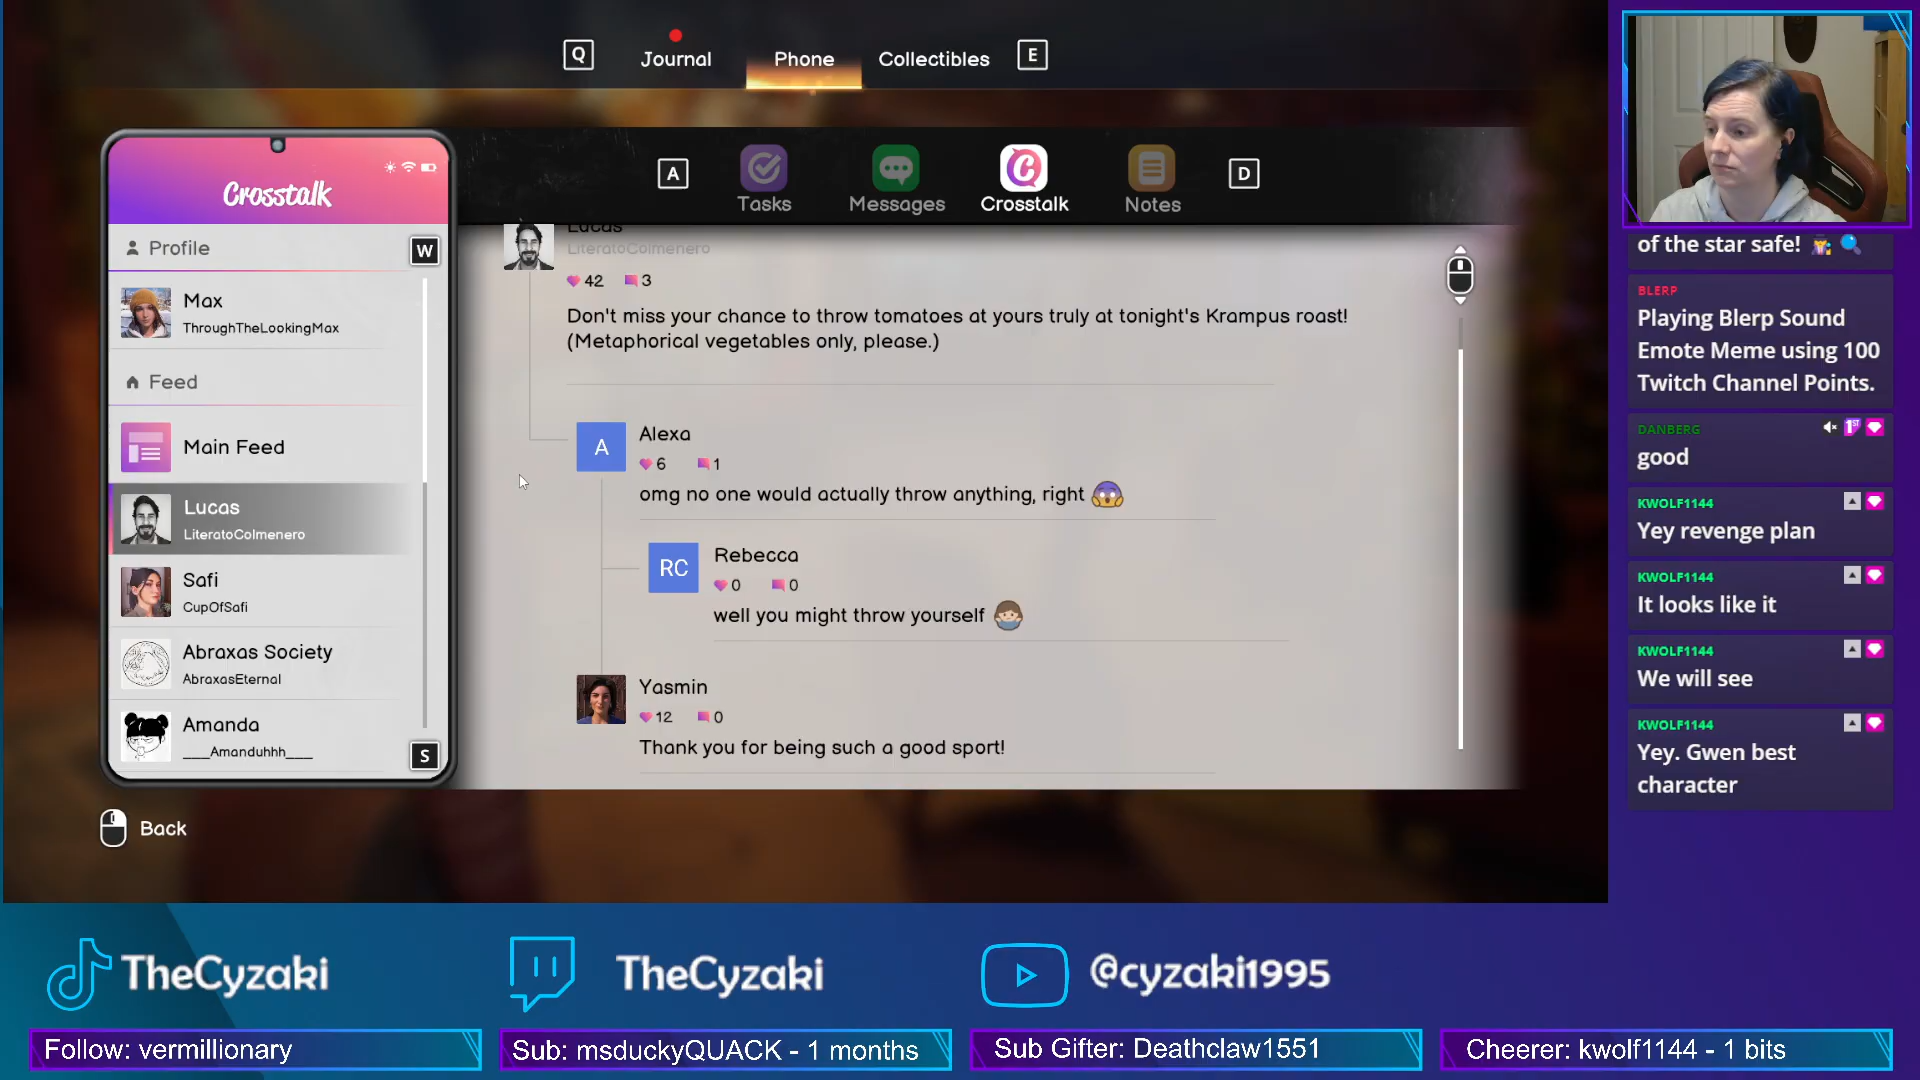 Q
Journal
Phone
Collectibles
E
Crosstalk
Profile
W
Max
ThroughTheLookingMax
Feed
Main Feed
Lucas
LiteratoColmenero
Safi
CupOfSafi
Abraxas Society
AbraxasEternal
Amanda
___Amanduhhh___
S
Back
A
Tasks
Messages
Crosstalk
Notes
D
Lucas
LiteratoColmenero
42 3
Don't miss your chance to throw tomatoes at yours truly at tonight's Krampus roast!
(Metaphorical vegetables only, please.)
A
Alexa
6 1
omg no one would actually throw anything, right 😱
RC
Rebecca
0 0
well you might throw yourself
Yasmin
12 0
Thank you for being such a good sport!
of the star safe! 🔍
BLERP
Playing Blerp Sound
Emote Meme using 100
Twitch Channel Points.
DANBERG
1ST
good
KWOLF1144
Yey revenge plan
KWOLF1144
It looks like it
KWOLF1144
We will see
KWOLF1144
Yey. Gwen best
character
TheCyzaki
TheCyzaki
@cyzaki1995
Follow: vermillionary
Sub: msduckyQUACK - 1 months
Sub Gifter: Deathclaw1551
Cheerer: kwolf1144 - 1 bits